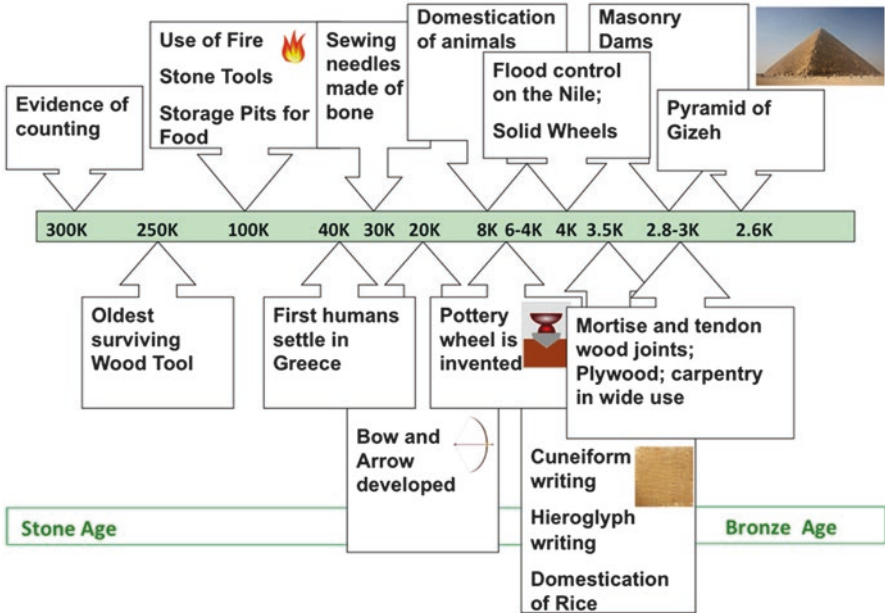 Evidence of
counting
Use of Fire
Stone Tools
Storage Pits for
Food
Sewing
needles
made of
bone
Domestication
of animals
Flood control
on the Nile;
Solid Wheels
Masonry
Dams
Pyramid of
Gizeh
300K 250K 100K 40K 30K 20K 8K 6-4K 4K 3.5K 2.8-3K 2.6K
Oldest
surviving
Wood Tool
First humans
settle in
Greece
Bow and
Arrow
developed
Pottery
wheel is
invented
Cuneiform
writing
Hieroglyph
writing
Domestication
of Rice
Mortise and tendon
wood joints;
Plywood; carpentry
in wide use
Stone Age
Bronze Age